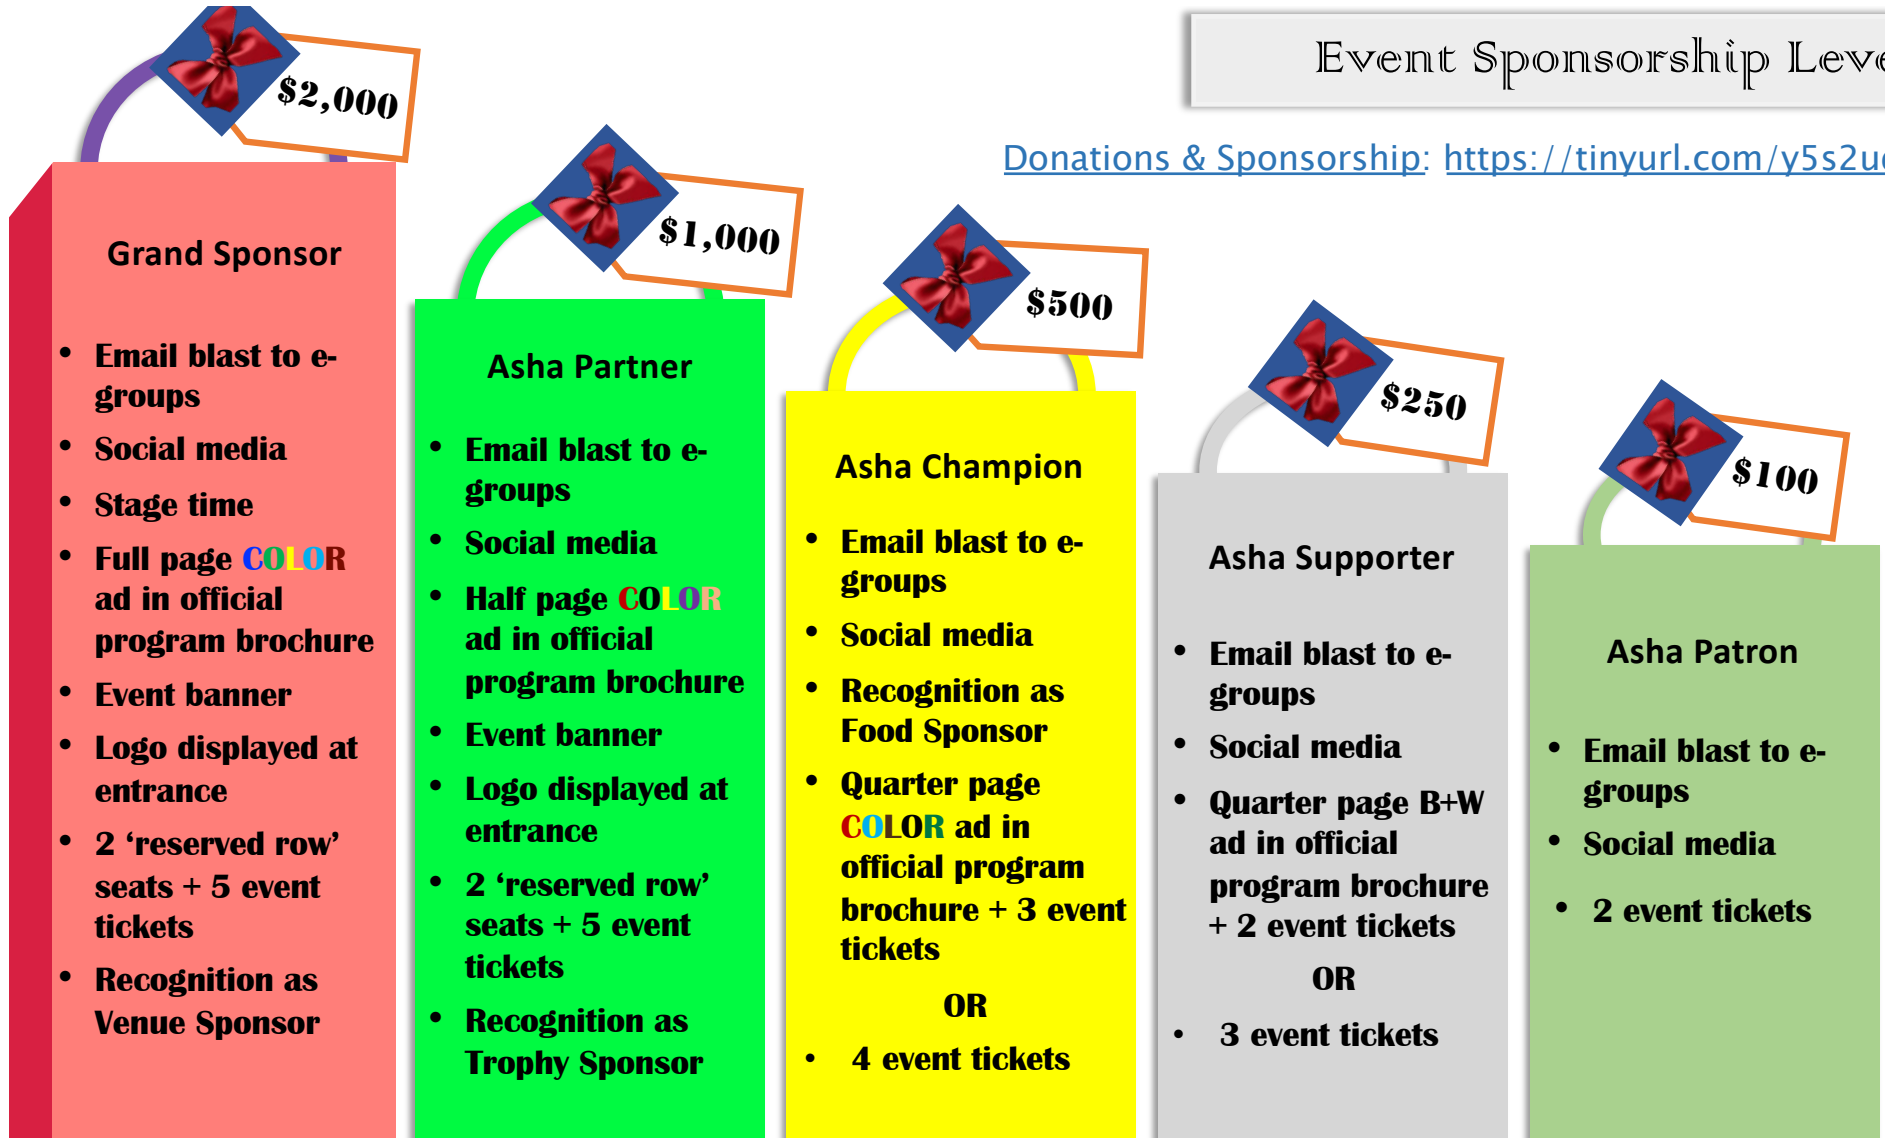 Event Sponsorship Leve
Donations & Sponsorship: https://tinyurl.com/y5s2u
$2,000
Grand Sponsor
• Email blast to e-
groups
• Social media
• Stage time
• Full page COLOR
ad in official
program brochure
• Event banner
• Logo displayed at
entrance
• 2 ‘reserved row’
seats + 5 event
tickets
• Recognition as
Venue Sponsor
$1,000
Asha Partner
• Email blast to e-
groups
• Social media
• Half page COLOR
ad in official
program brochure
• Event banner
• Logo displayed at
entrance
• 2 ‘reserved row’
seats + 5 event
tickets
• Recognition as
Trophy Sponsor
$500
Asha Champion
• Email blast to e-
groups
• Social media
• Recognition as
Food Sponsor
• Quarter page
COLOR ad in
official program
brochure + 3 event
tickets
OR
• 4 event tickets
$250
Asha Supporter
• Email blast to e-
groups
• Social media
• Quarter page B+W
ad in official
program brochure
+ 2 event tickets
OR
• 3 event tickets
$100
Asha Patron
• Email blast to e-
groups
• Social media
• 2 event tickets